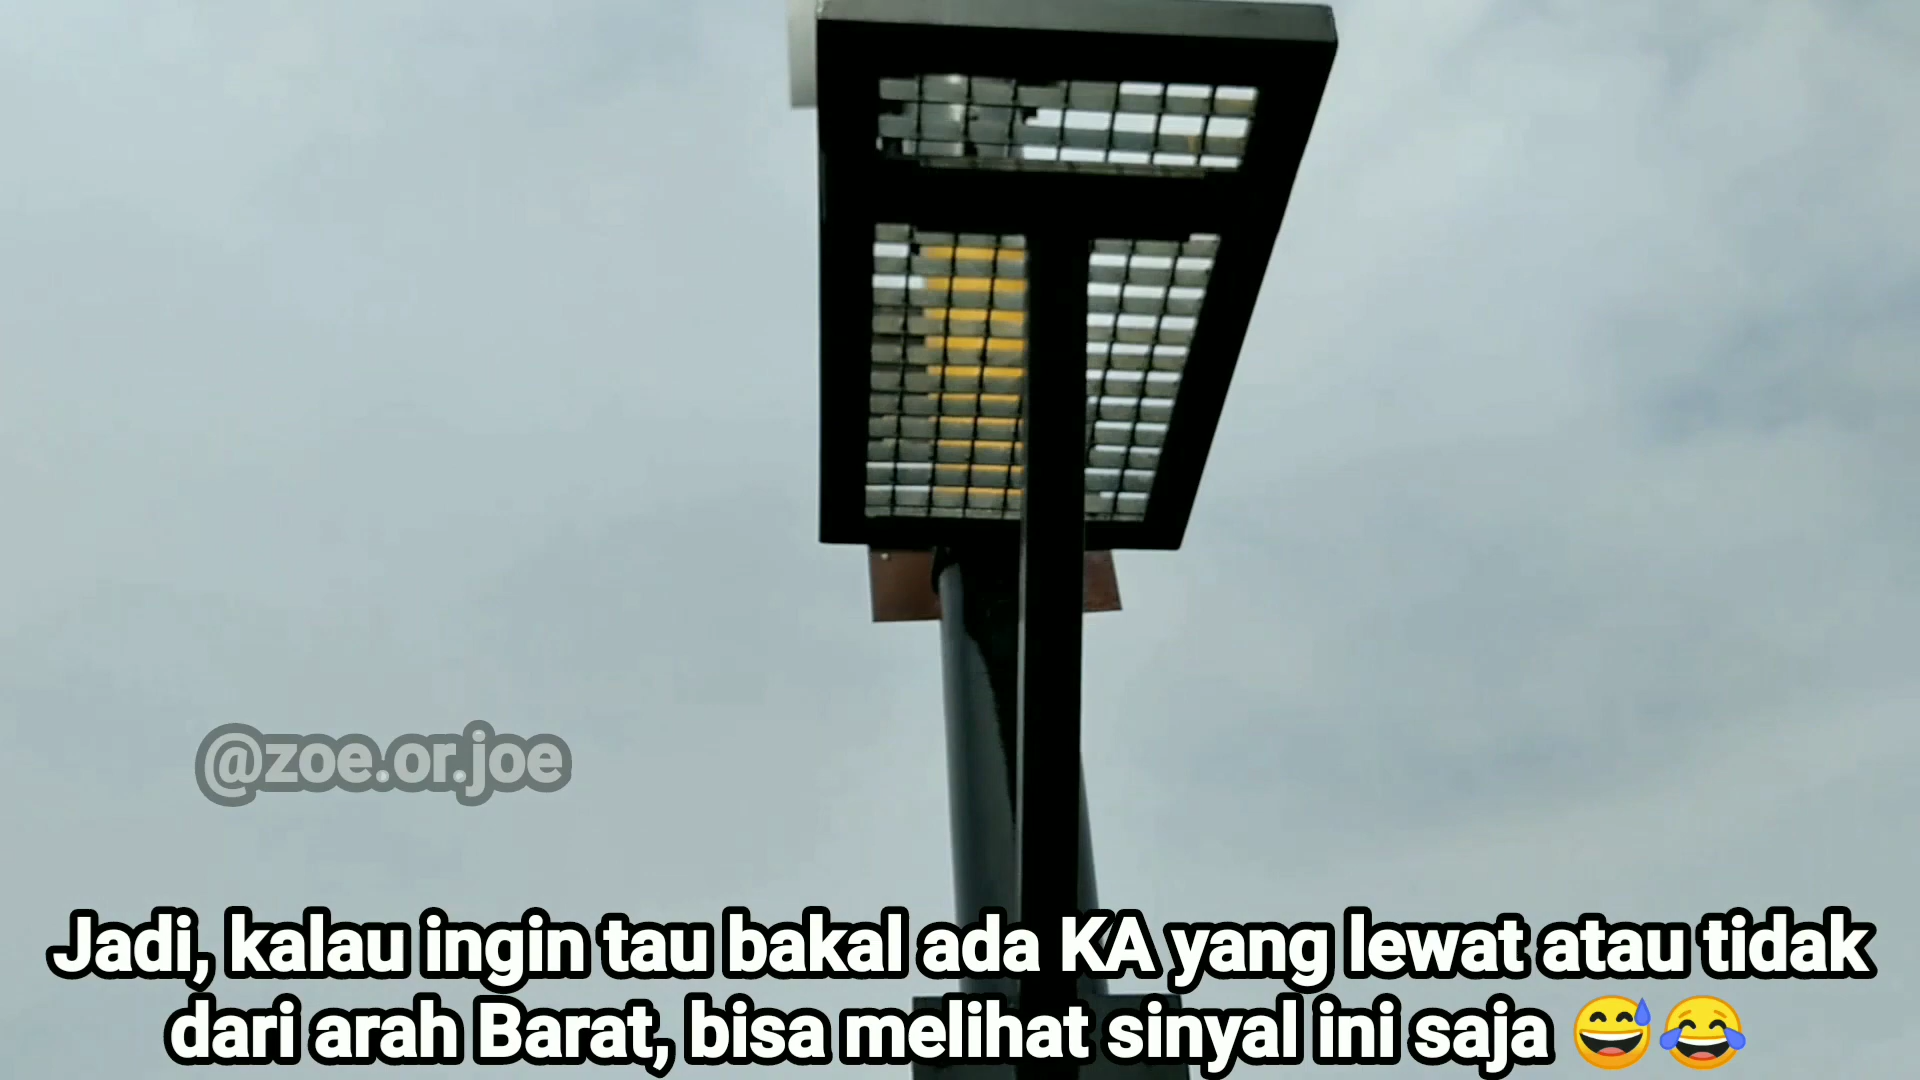 @zoe.or.joe
Jadi, kalau ingin tau bakal ada KA yang lewat atau tidak
dari arah Barat, bisa melihat sinyal ini saja 😅😂